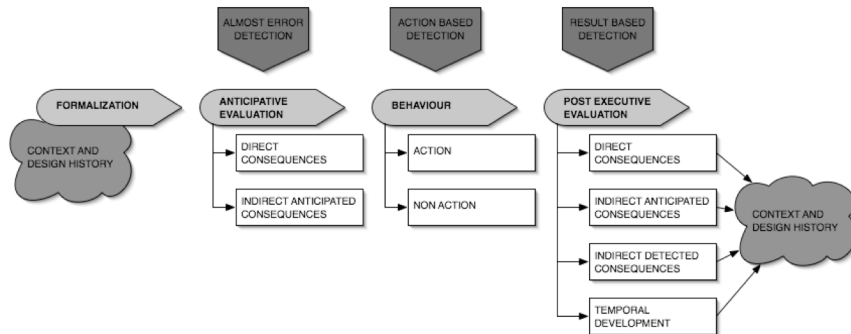 ALMOST ERROR
DETECTION
ACTION BASED
DETECTION
RESULT BASED
DETECTION
FORMALIZATION
ANTICIPATIVE
EVALUATION
BEHAVIOUR
POST EXECUTIVE
EVALUATION
CONTEXT AND
DESIGN HISTORY
DIRECT
CONSEQUENCES
INDIRECT ANTICIPATED
CONSEQUENCES
ACTION
NON ACTION
DIRECT
CONSEQUENCES
INDIRECT ANTICIPATED
CONSEQUENCES
INDIRECT DETECTED
CONSEQUENCES
TEMPORAL
DEVELOPMENT
CONTEXT AND
DESIGN HISTORY